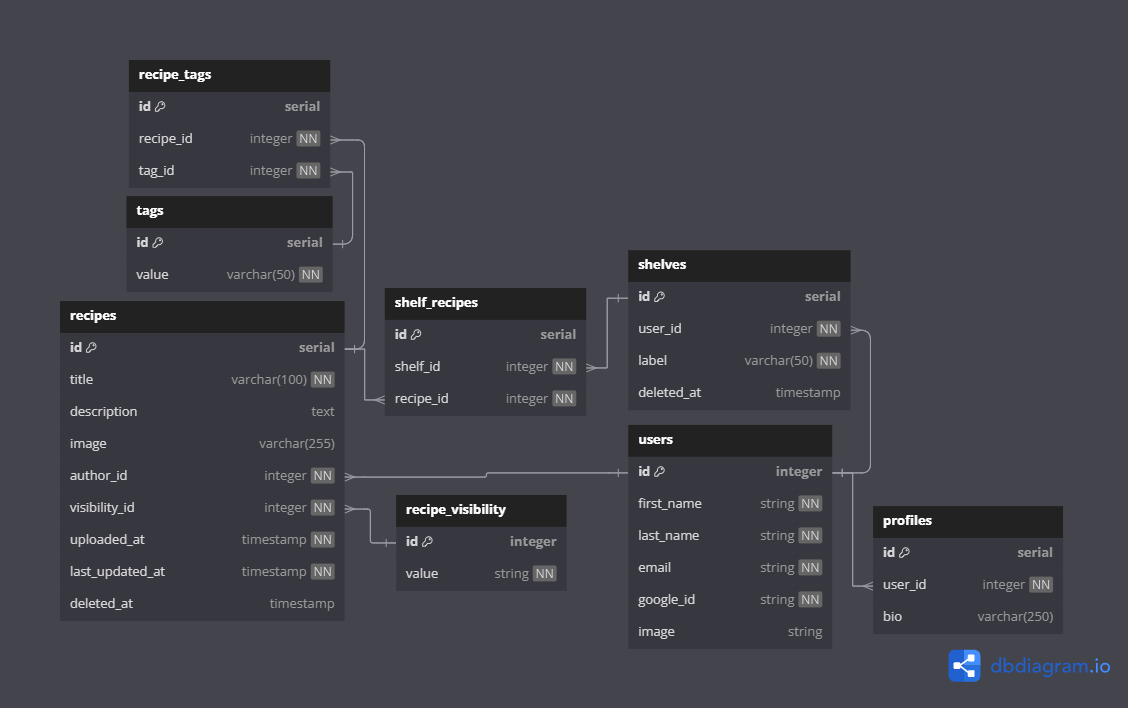 recipe_tags
id serial
recipe_id integer NN
tag_id integer NN
tags
id serial
value varchar(50) NN
recipes
id serial
title varchar(100) NN
description text
image varchar(255)
author_id integer NN
visibility_id integer NN
uploaded_at timestamp NN
last_updated_at timestamp NN
deleted_at timestamp
shelf_recipes
id serial
shelf_id integer NN
recipe_id integer NN
recipe_visibility
id integer
value string NN
shelves
id serial
user_id integer NN
label varchar(50) NN
deleted_at timestamp
users
id integer
first_name string NN
last_name string NN
email string NN
google_id string NN
image string
profiles
id serial
user_id integer NN
bio varchar(250)
dbdiagram.io